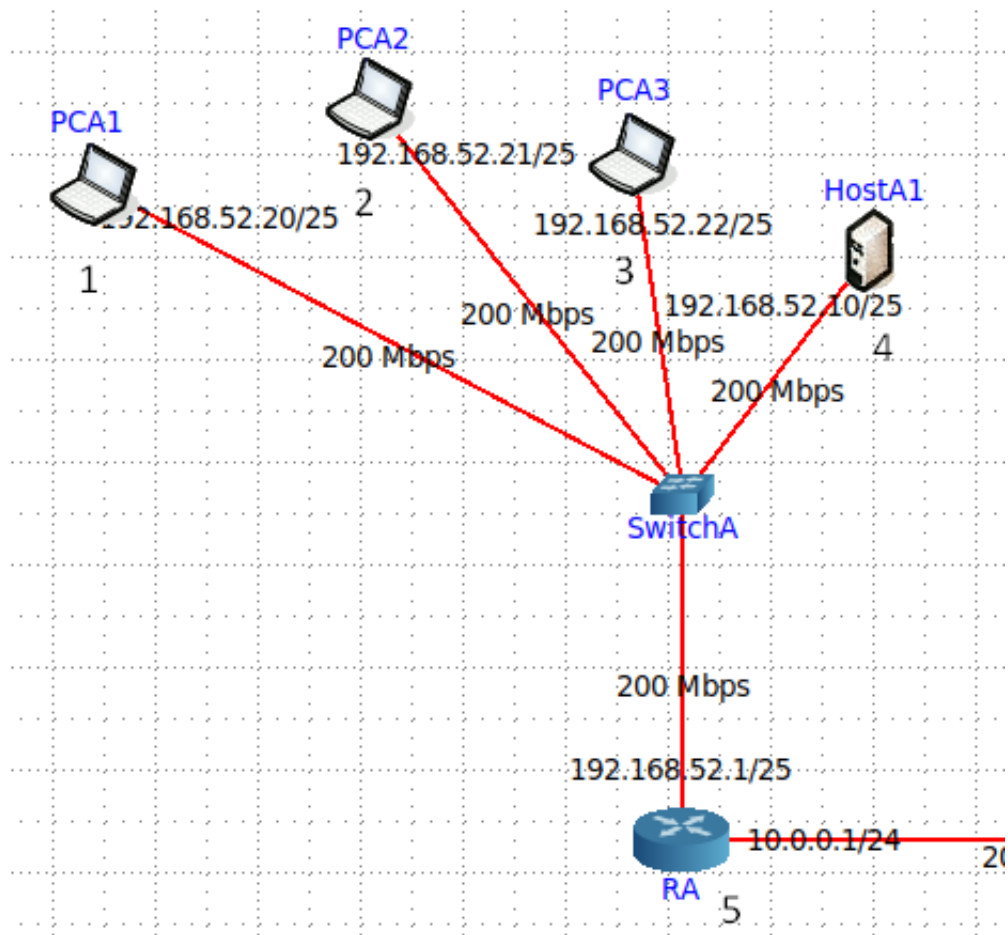 PCA2
PCA3
PCA1
192.168.52.21/25
HostA1
2
192.168.52.20/25
192.168.52.22/25
3
1
192.168.52.10/25
200 Mbps
200 Mbps
4
200 Mbps
200 Mbps
SwitchA
200 Mbps
192.168.52.1/25
10.0.0.1/24
RA
5